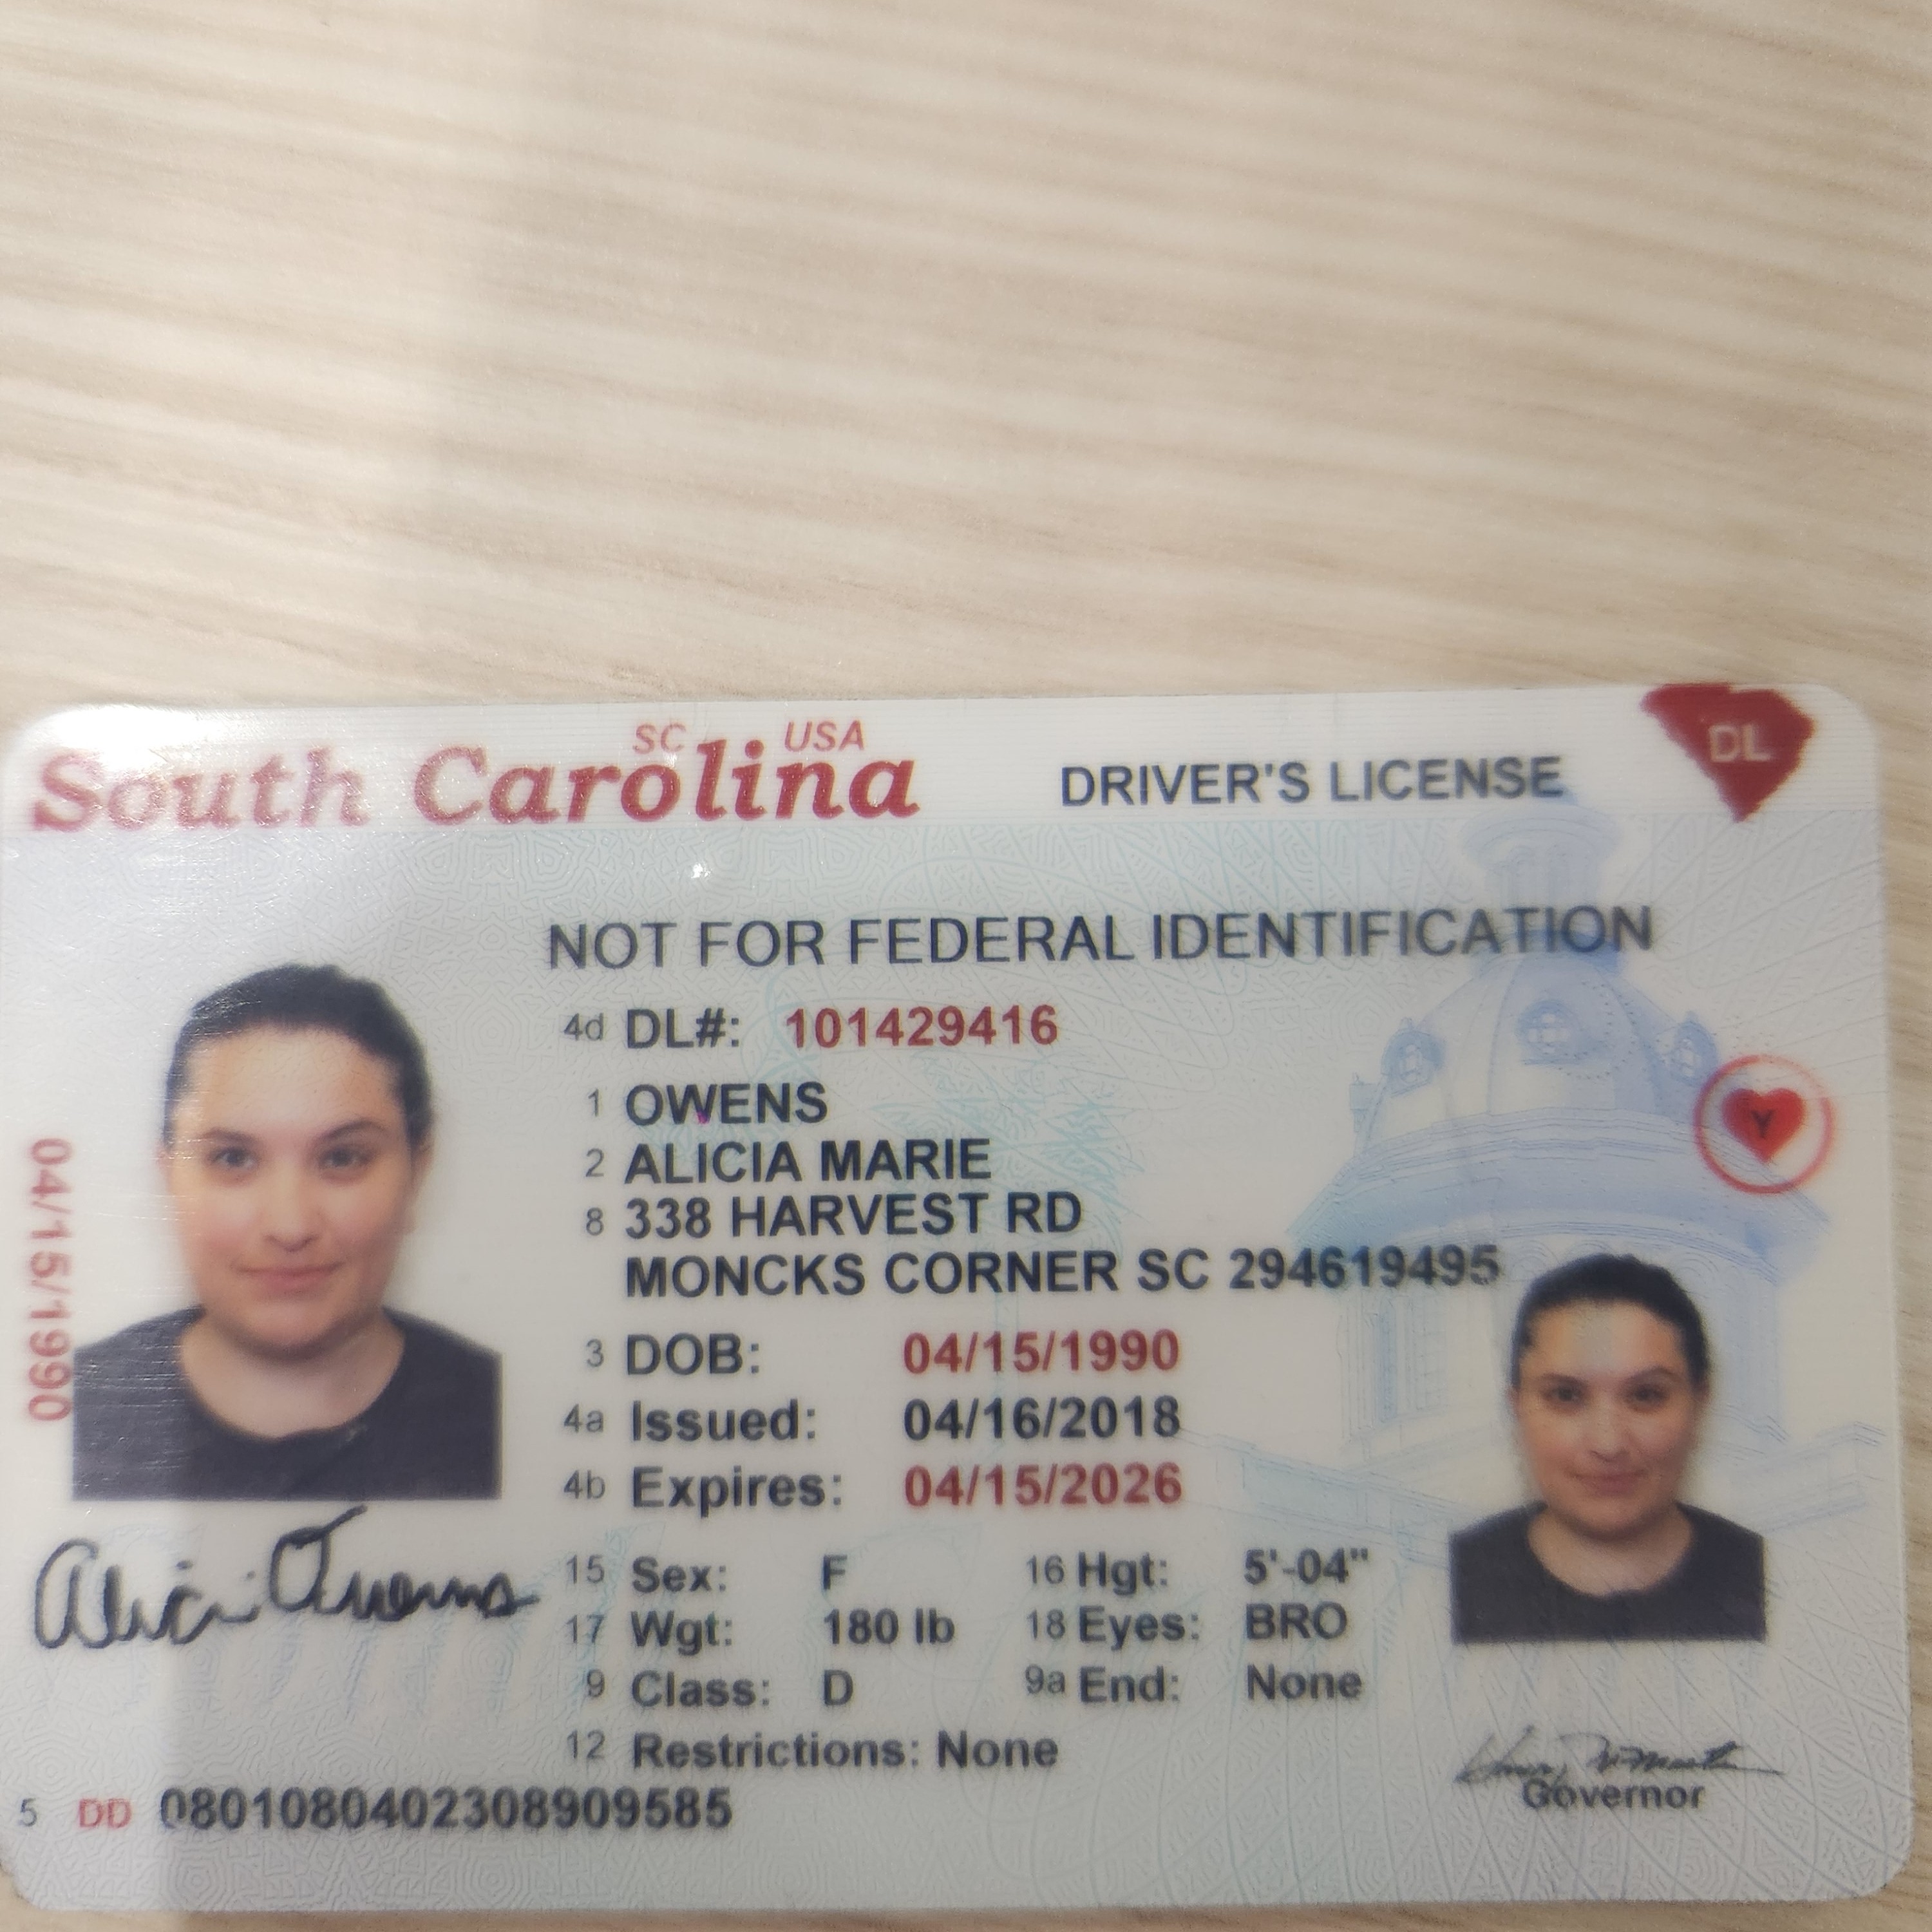 SC USA
South Carolina
DRIVER'S LICENSE
DL
NOT FOR FEDERAL IDENTIFICATION
4d DL#: 101429416
1 OWENS
2 ALICIA MARIE
8 338 HARVEST RD
MONCKS CORNER SC 294619495
Y
3 DOB: 04/15/1990
4a Issued: 04/16/2018
4b Expires: 04/15/2026
04/15/1990
Alicia Owens
15 Sex: F 16 Hgt: 5'-04"
17 Wgt: 180 lb 18 Eyes: BRO
9 Class: D 9a End: None
12 Restrictions: None
Governor
5 DD 0801080402308909585